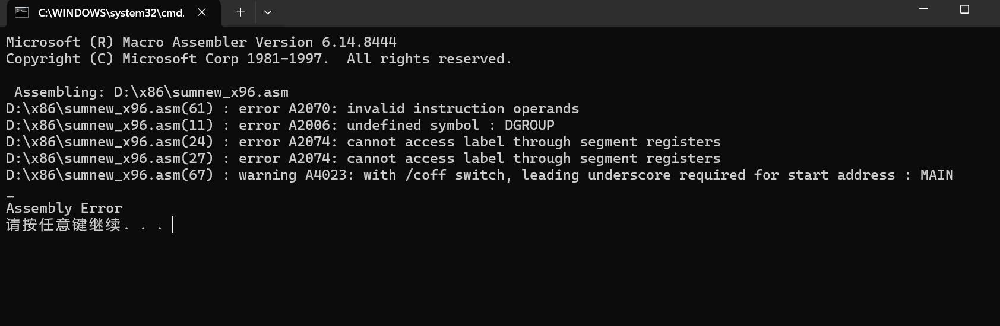 C:\WINDOWS\system32\cmd.
Microsoft (R) Macro Assembler Version 6.14.8444
Copyright (C) Microsoft Corp 1981-1997.  All rights reserved.
 Assembling: D:\x86\sumnew_x96.asm
D:\x86\sumnew_x96.asm(61) : error A2070: invalid instruction operands
D:\x86\sumnew_x96.asm(11) : error A2006: undefined symbol : DGROUP
D:\x86\sumnew_x96.asm(24) : error A2074: cannot access label through segment registers
D:\x86\sumnew_x96.asm(27) : error A2074: cannot access label through segment registers
D:\x86\sumnew_x96.asm(67) : warning A4023: with /coff switch, leading underscore required for start address : MAIN
_
Assembly Error
请按任意键继续. . .